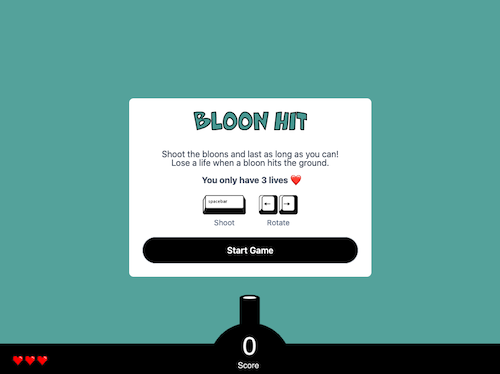 BLOON HIT
Shoot the bloons and last as long as you can!
Lose a life when a bloon hits the ground.
You only have 3 lives ❤️
spacebar ← →
Shoot Rotate
Start Game
0
Score